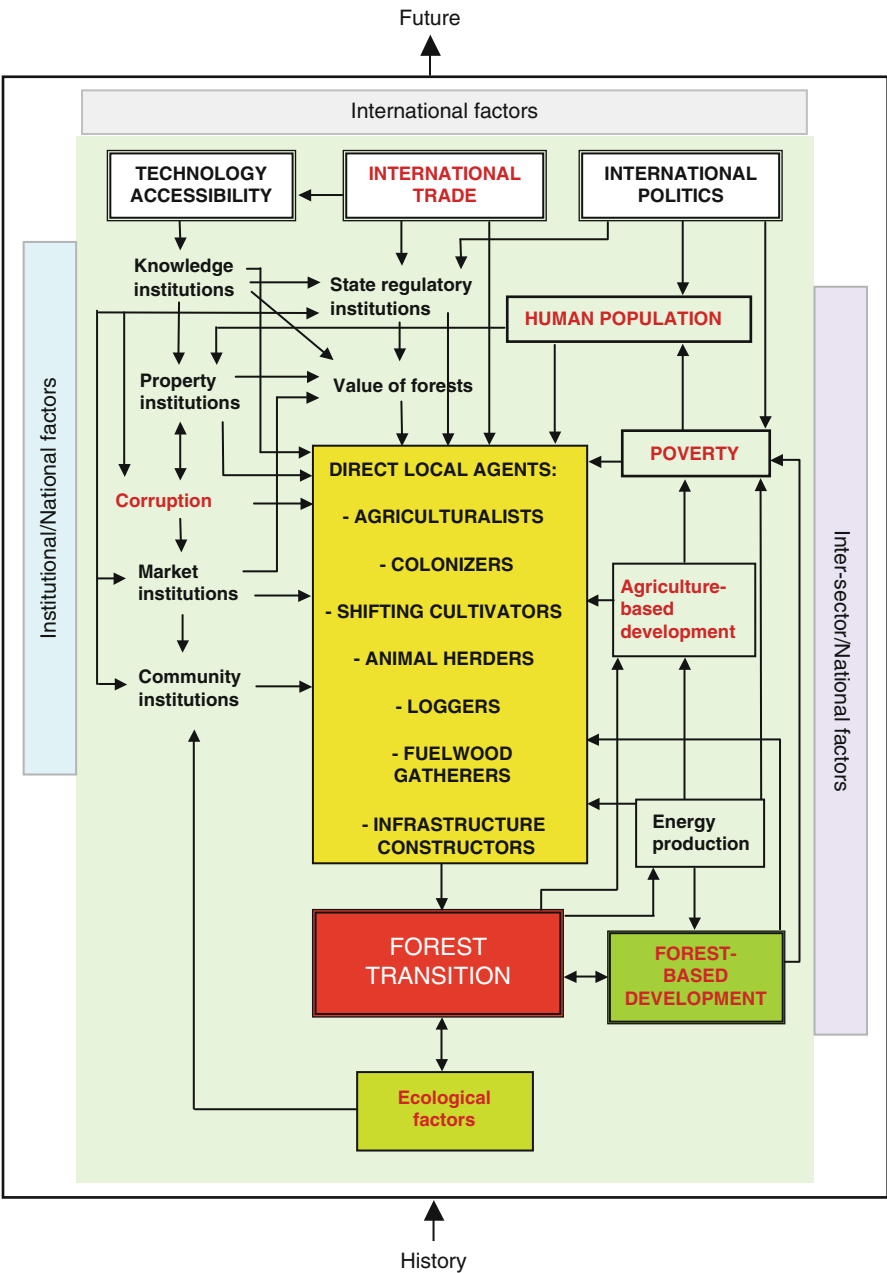 Future
International factors
TECHNOLOGY
ACCESSIBILITY
INTERNATIONAL
TRADE
INTERNATIONAL
POLITICS
Institutional/National factors
Knowledge
institutions
State regulatory
institutions
HUMAN POPULATION
Property
institutions
Value of forests
POVERTY
Corruption
Market
institutions
Community
institutions
DIRECT LOCAL AGENTS:
- AGRICULTURALISTS
- COLONIZERS
- SHIFTING CULTIVATORS
- ANIMAL HERDERS
- LOGGERS
- FUELWOOD
GATHERERS
- INFRASTRUCTURE
CONSTRUCTORS
Agriculture-
based
development
Inter-sector/National factors
Energy
production
FOREST
TRANSITION
FOREST-
BASED
DEVELOPMENT
Ecological
factors
History